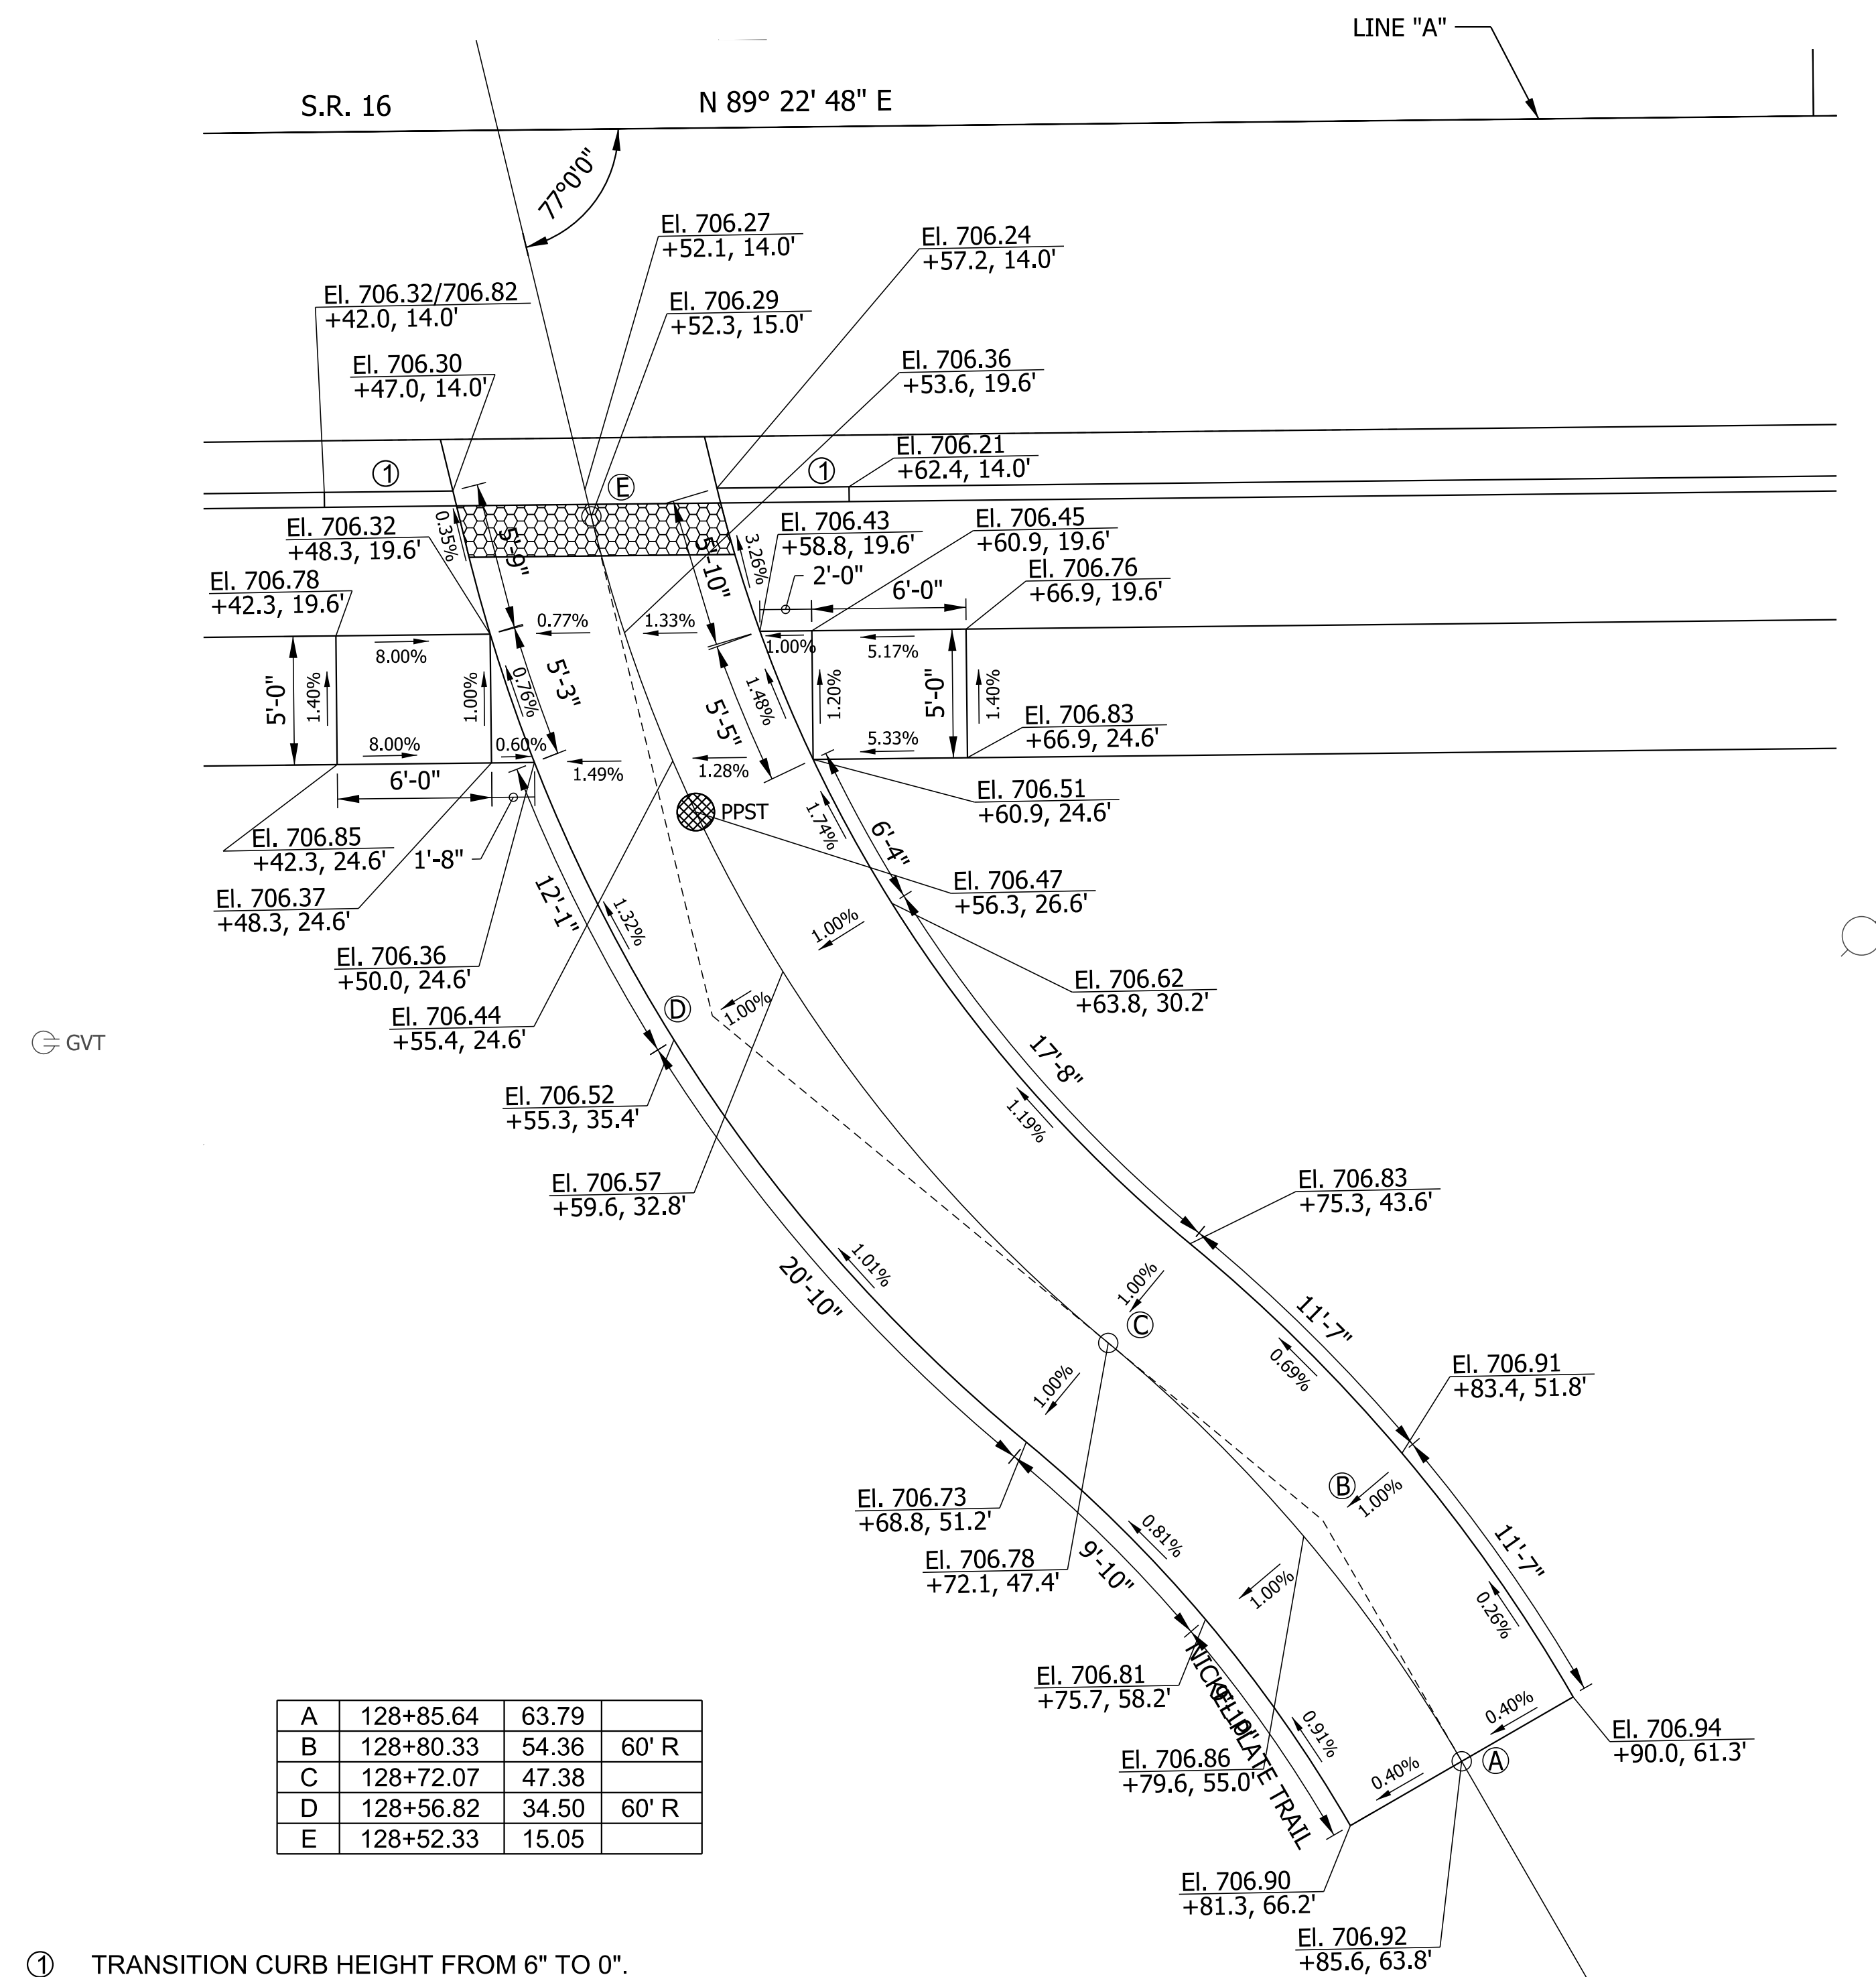 LINE "A"
S.R. 16
N 89° 22' 48" E
77°0'0"
El. 706.27
+52.1, 14.0'
El. 706.24
+57.2, 14.0'
El. 706.32/706.82
+42.0, 14.0'
El. 706.29
+52.3, 15.0'
El. 706.30
+47.0, 14.0'
El. 706.36
+53.6, 19.6'
El. 706.21
+62.4, 14.0'
1
1
E
El. 706.32
+48.3, 19.6'
0.35%
5'-9"
5'-10"
3.26%
El. 706.43
+58.8, 19.6'
El. 706.45
+60.9, 19.6'
El. 706.78
+42.3, 19.6'
2'-0"
6'-0"
El. 706.76
+66.9, 19.6'
0.77%
1.33%
1.00%
5.17%
8.00%
5'-0"
1.40%
1.00%
0.76%
5'-3"
5'-5"
1.48%
1.20%
5'-0"
1.40%
El. 706.83
+66.9, 24.6'
8.00%
0.60%
1.49%
1.28%
5.33%
6'-0"
PPST
El. 706.51
+60.9, 24.6'
El. 706.85
+42.3, 24.6'
1'-8"
1.74%
6'-4"
El. 706.37
+48.3, 24.6'
12'-1"
1.32%
1.00%
El. 706.47
+56.3, 26.6'
El. 706.36
+50.0, 24.6'
El. 706.62
+63.8, 30.2'
El. 706.44
+55.4, 24.6'
D
1.00%
GVT
17'-8"
1.19%
El. 706.52
+55.3, 35.4'
El. 706.57
+59.6, 32.8'
El. 706.83
+75.3, 43.6'
20'-10"
1.01%
1.00%
C
11'-7"
0.69%
1.00%
El. 706.91
+83.4, 51.8'
B
1.00%
El. 706.73
+68.8, 51.2'
0.81%
9'-10"
11'-7"
El. 706.78
+72.1, 47.4'
1.00%
0.26%
El. 706.81
+75.7, 58.2'
NICKEL PLATE TRAIL
9'-10"
0.91%
0.40%
El. 706.94
+90.0, 61.3'
El. 706.86
+79.6, 55.0'
0.40%
A
El. 706.90
+81.3, 66.2'
El. 706.92
+85.6, 63.8'
A 128+85.64 63.79
B 128+80.33 54.36 60' R
C 128+72.07 47.38
D 128+56.82 34.50 60' R
E 128+52.33 15.05
1 TRANSITION CURB HEIGHT FROM 6" TO 0".